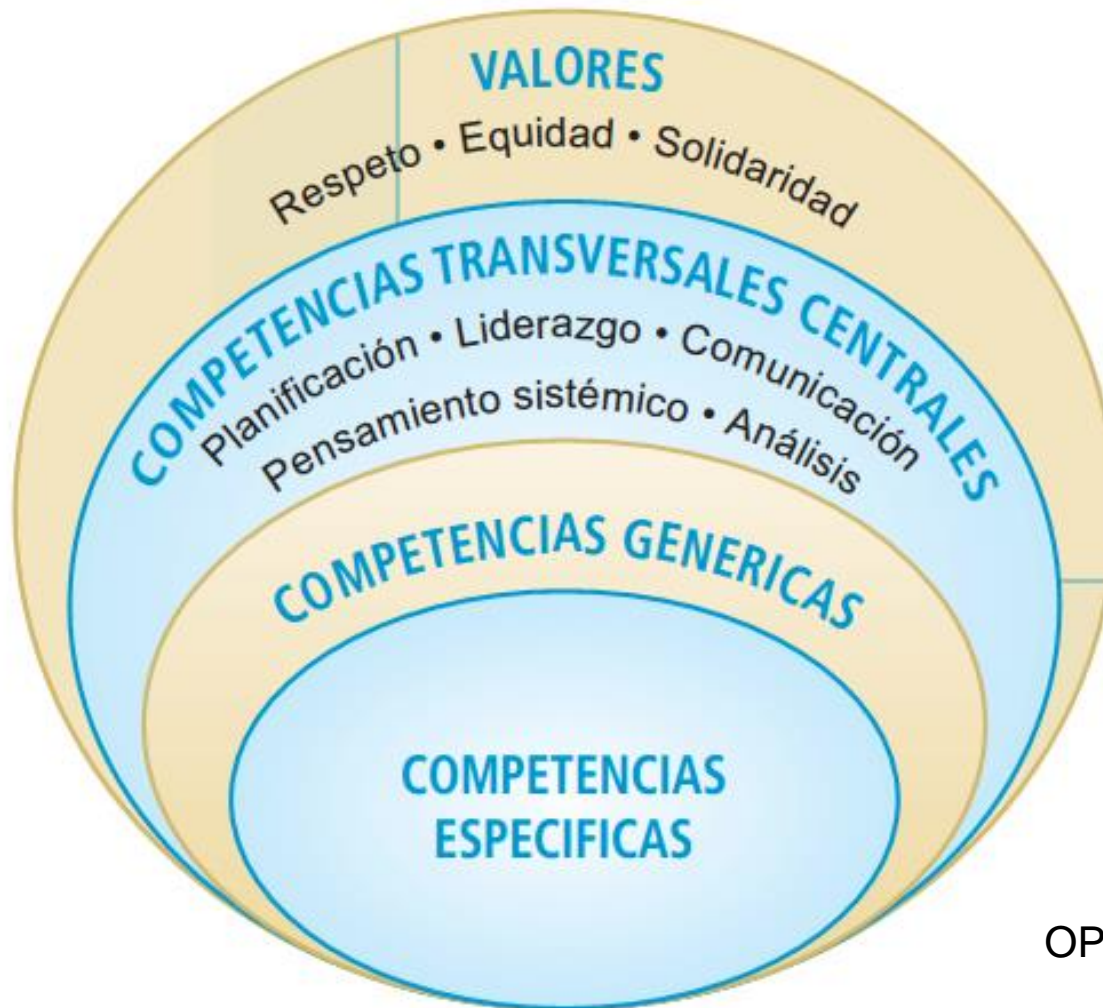 VALORES
Respeto • Equidad • Solidaridad
COMPETENCIAS TRANSVERSALES CENTRALES
Planificación • Liderazgo • Comunicación
Pensamiento sistémico • Análisis
COMPETENCIAS GENERICAS
COMPETENCIAS
ESPECIFICAS
OP